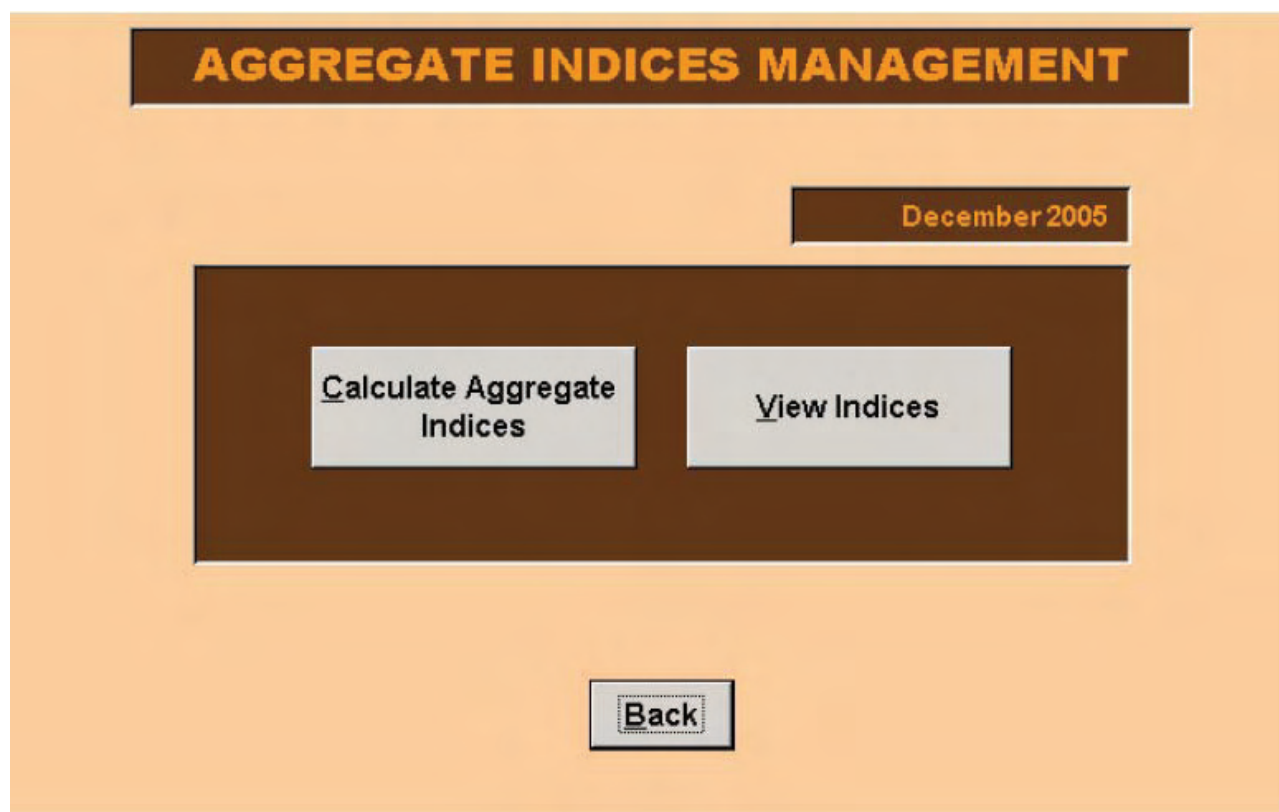 AGGREGATE INDICES MANAGEMENT
December 2005
Calculate Aggregate
Indices
View Indices
Back